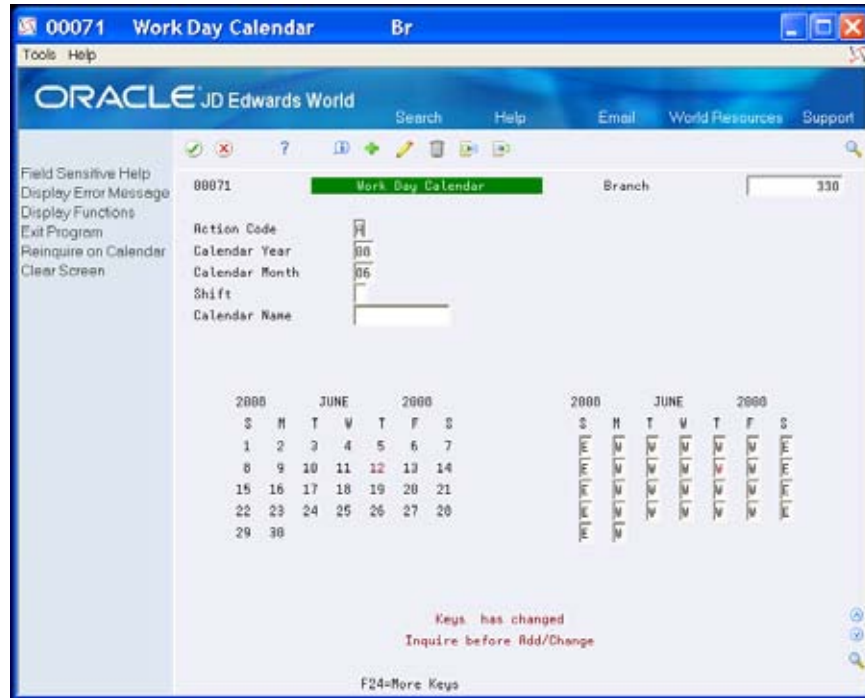 00071 Work Day Calendar Br
Tools Help
ORACLE JD Edwards World
Search Help Email World Resources Support
Field Sensitive Help
Display Error Message
Display Functions
Exit Program
Reinquire on Calendar
Clear Screen
00071 Work Day Calendar Branch 330
Action Code A
Calendar Year 08
Calendar Month 06
Shift
Calendar Name
2008 JUNE 2008 2008 JUNE 2008
S M T W T F S S M T W T F S
1 2 3 4 5 6 7 E W W W W W E
8 9 10 11 12 13 14 E W W W W W E
15 16 17 18 19 20 21 E W W W W W E
22 23 24 25 26 27 28 E W W W W W E
29 30 E W
Keys has changed
Inquire before Add/Change
F24=More Keys